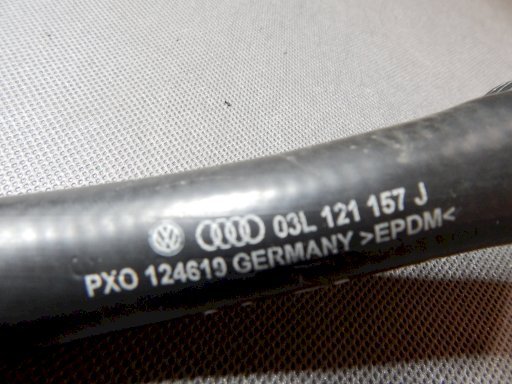 03L 121 157 J
PXO 124619 GERMANY >EPDM<